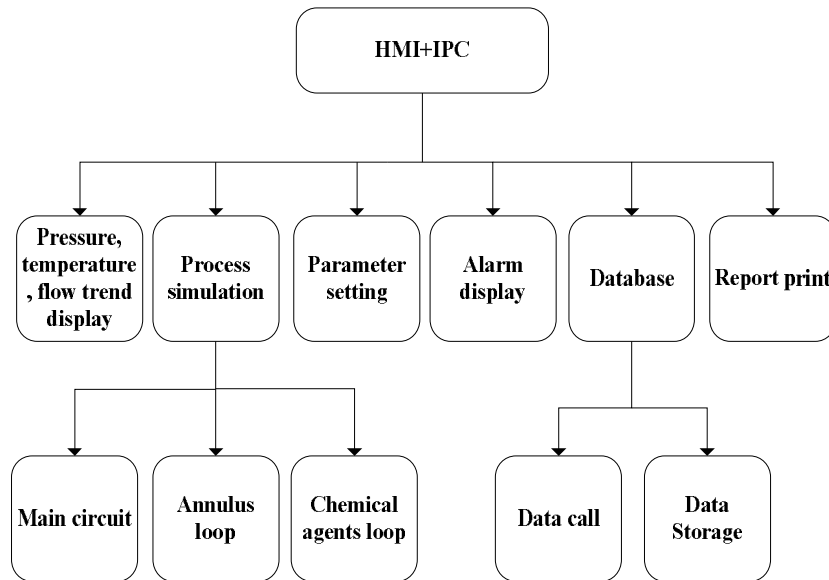 HMI+IPC
Pressure,
temperature
, flow trend
display
Process
simulation
Parameter
setting
Alarm
display
Database
Report print
Main circuit
Annulus
loop
Chemical
agents loop
Data call
Data
Storage